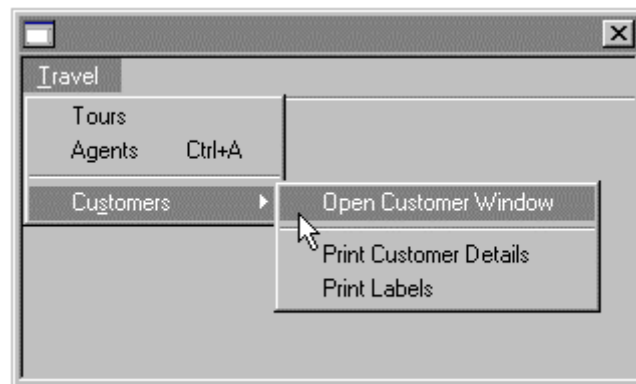 Travel
Tours
Agents Ctrl+A
Customers
Open Customer Window
Print Customer Details
Print Labels